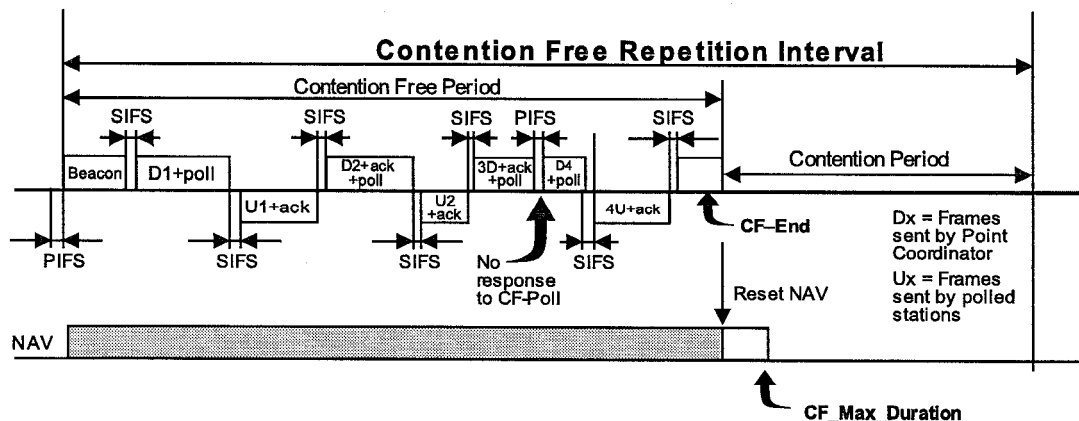 Contention Free Repetition Interval
Contention Free Period
SIFS
SIFS
SIFS
PIFS
SIFS
Contention Period
Beacon
D1+poll
D2+ack
+poll
3D+ack
+poll
D4
+poll
U1+ack
U2
+ack
4U+ack
CF–End
PIFS
SIFS
SIFS
No
response
to CF-Poll
SIFS
Dx = Frames
sent by Point
Coordinator
Ux = Frames
sent by polled
stations
Reset NAV
NAV
CF_Max_Duration